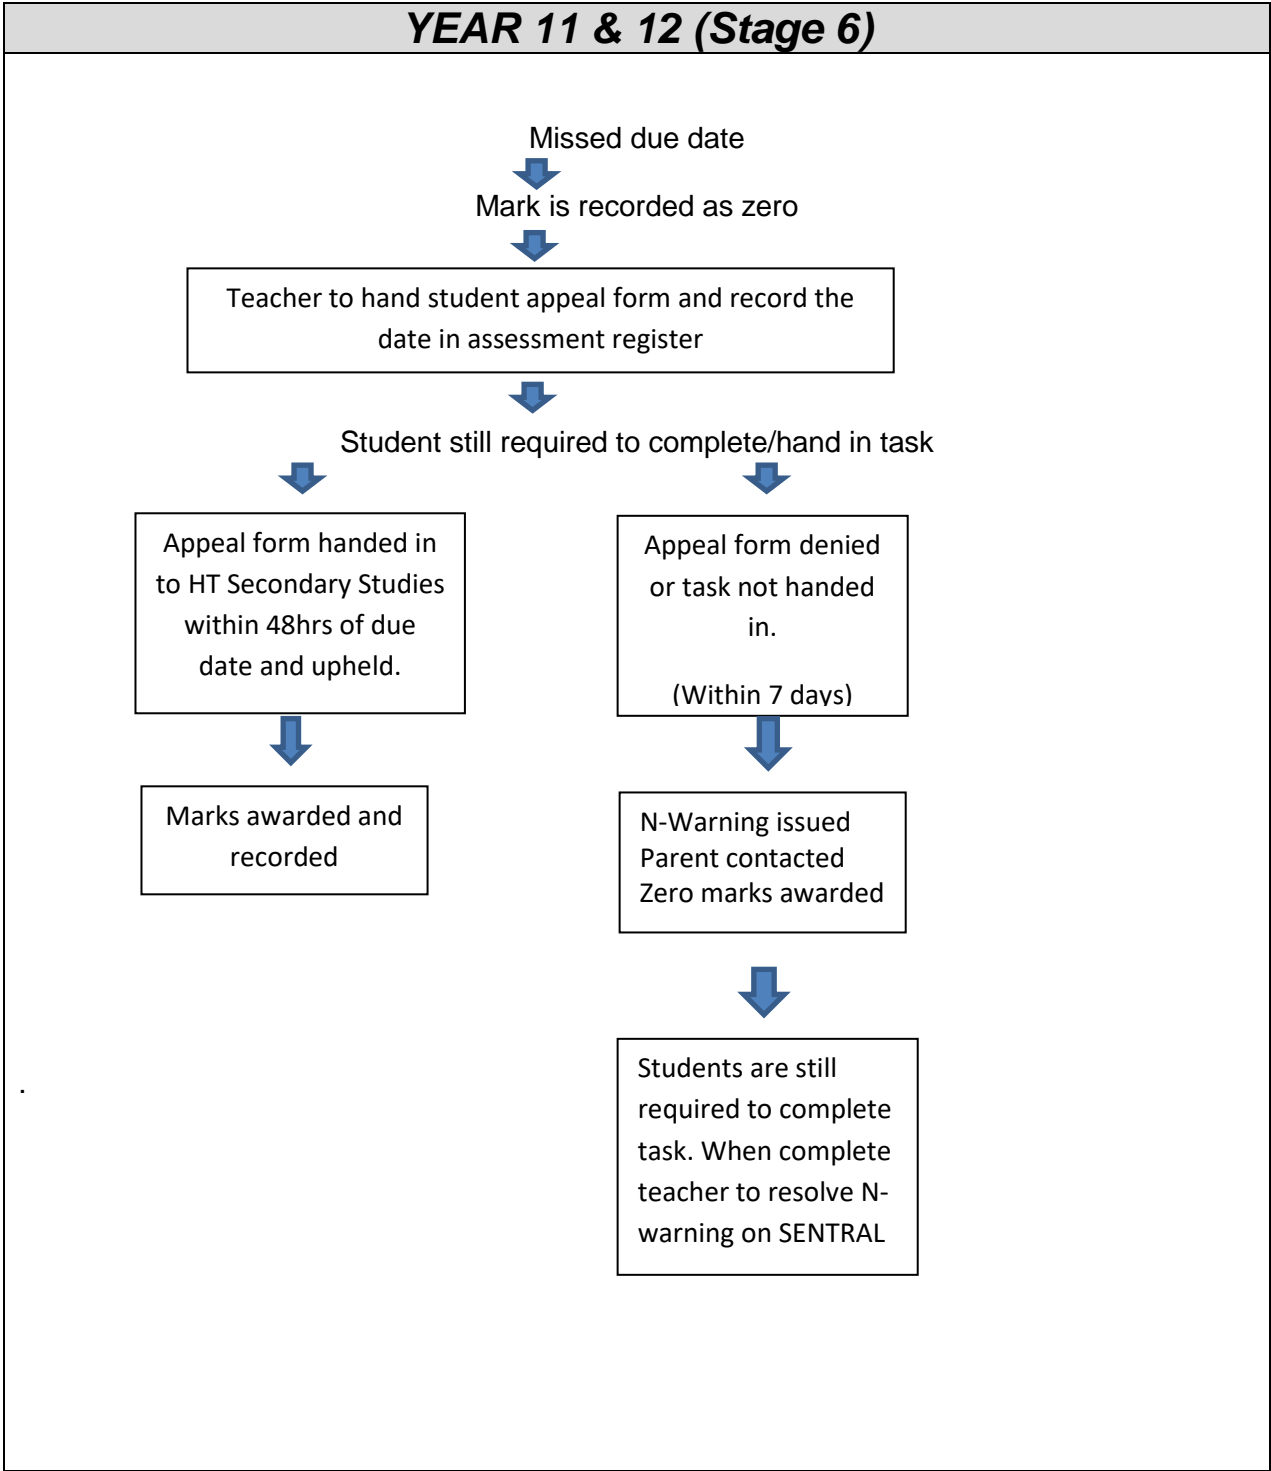 YEAR 11 & 12 (Stage 6)
Missed due date
Mark is recorded as zero
Teacher to hand student appeal form and record the
date in assessment register
Student still required to complete/hand in task
Appeal form handed in
to HT Secondary Studies
within 48hrs of due
date and upheld.
Appeal form denied
or task not handed
in.
(Within 7 days)
Marks awarded and
recorded
N-Warning issued
Parent contacted
Zero marks awarded
Students are still
required to complete
task. When complete
teacher to resolve N-
warning on SENTRAL
.